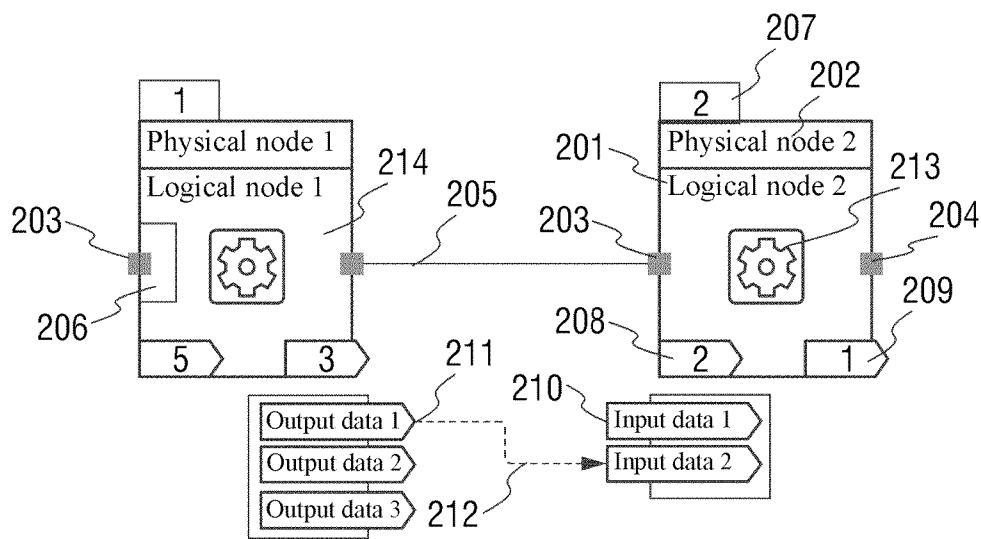 207
1
2
202
Physical node 1
Physical node 2
214
201
Logical node 1
Logical node 2
213
205
203
203
204
206
208
209
5
3
2
1
211
210
Output data 1
Input data 1
Output data 2
Input data 2
Output data 3
212